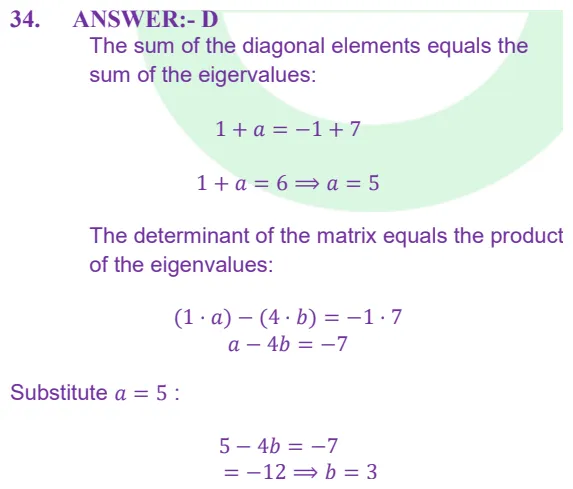 34. ANSWER:- D
The sum of the diagonal elements equals the
sum of the eigervalues:
1 + a = −1 + 7
1 + a = 6 ⟹ a = 5
The determinant of the matrix equals the product
of the eigenvalues:
(1 · a) − (4 · b) = −1 · 7
a − 4b = −7
Substitute a = 5 :
5 − 4b = −7
= −12 ⟹ b = 3